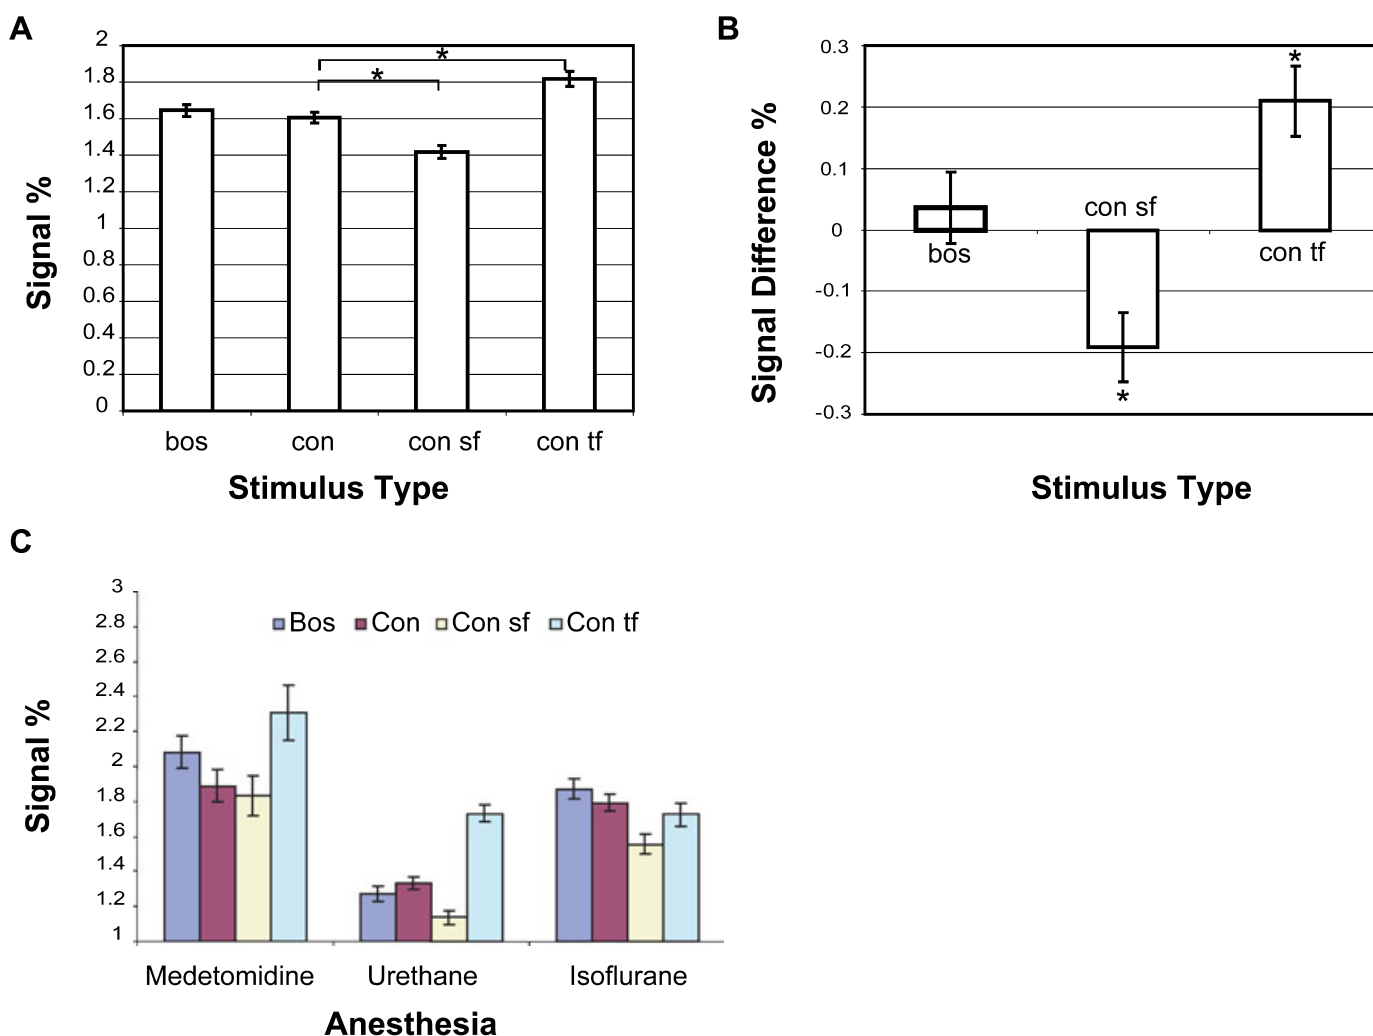 A
Signal %
2
1.8
1.6
1.4
1.2
1
0.8
0.6
0.4
0.2
0
*
*
bos con con sf con tf
Stimulus Type
B
Signal Difference %
0.3
0.2
0.1
0
-0.1
-0.2
-0.3
*
con sf
bos
con tf
*
Stimulus Type
C
Signal %
3
2.8
2.6
2.4
2.2
2
1.8
1.6
1.4
1.2
1
Bos Con Con sf Con tf
Medetomidine Urethane Isoflurane
Anesthesia